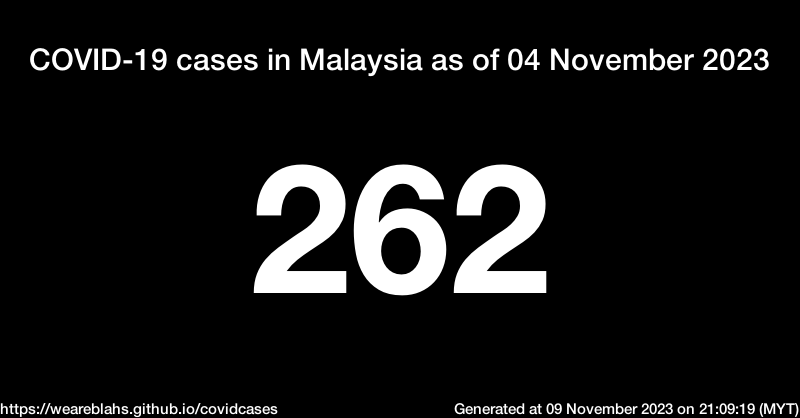 COVID-19 cases in Malaysia as of 04 November 2023
262
https://weareblahs.github.io/covidcases
Generated at 09 November 2023 on 21:09:19 (MYT)